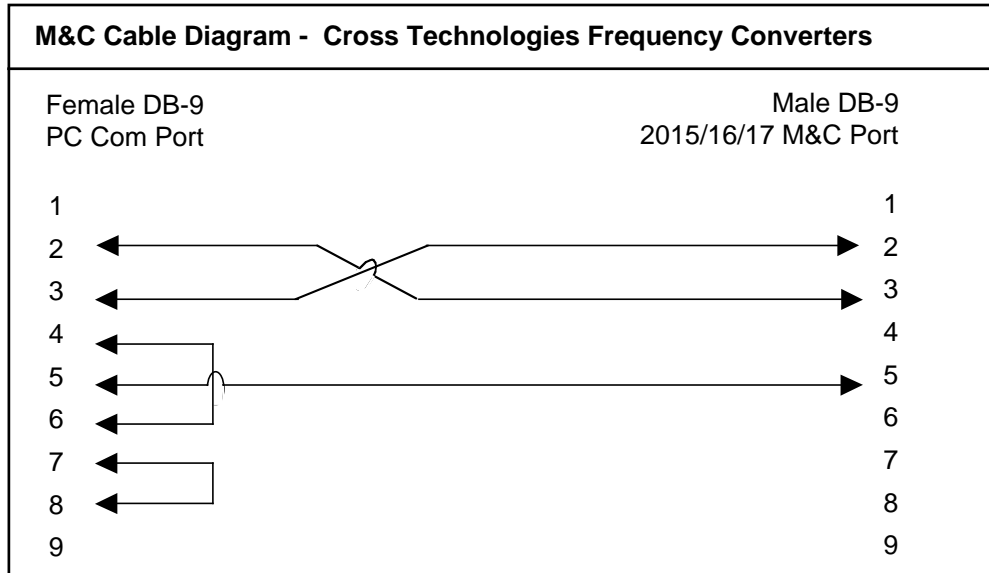 M&C Cable Diagram - Cross Technologies Frequency Converters
Female DB-9
PC Com Port
Male DB-9
2015/16/17 M&C Port
1 1
2 2
3 3
4 4
5 5
6 6
7 7
8 8
9 9